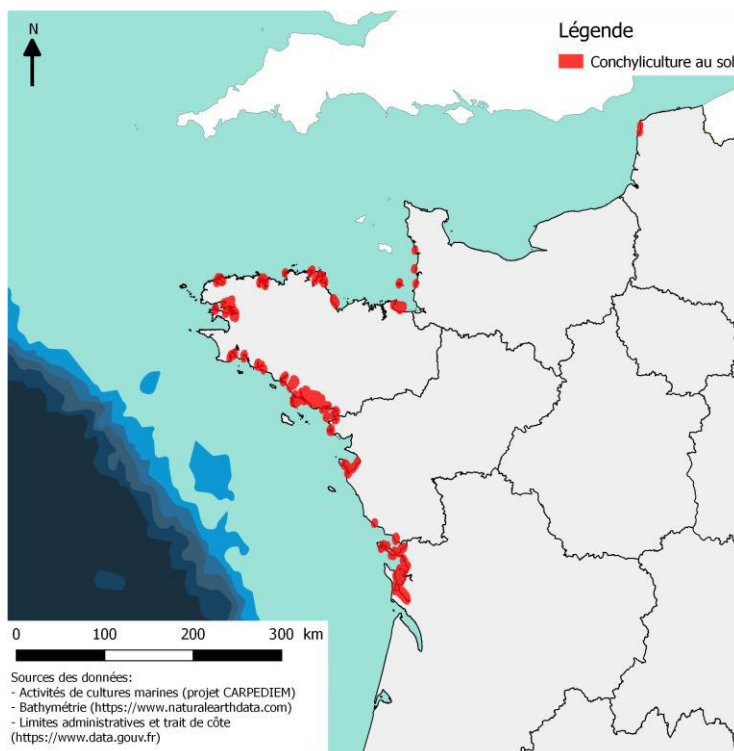 Légende
N
Conchyliculture au sol
0 100 200 300 km
Sources des données:
- Activités de cultures marines (projet CARPEDIEM)
- Bathymétrie (https://www.naturalearthdata.com)
- Limites administratives et trait de côte
(https://www.data.gouv.fr)